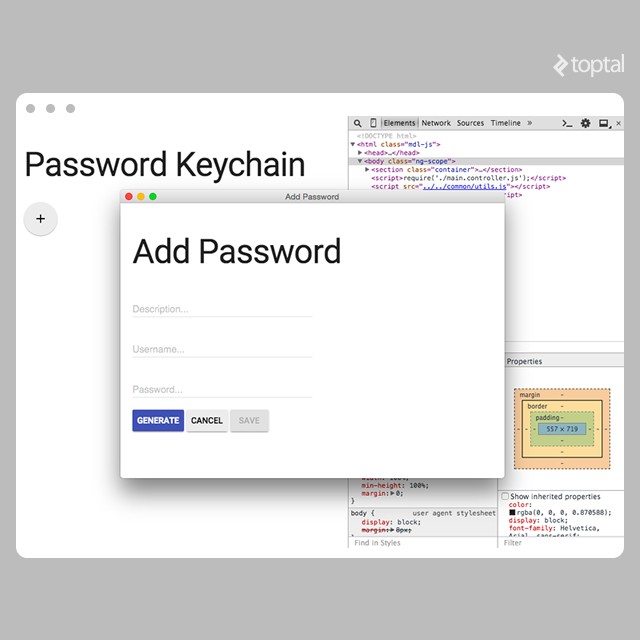 toptal
Password Keychain
+
Elements Network Sources Timeline » ×
<!DOCTYPE html>
▼<html class="mdl-js">
▶<head>…</head>
▼<body class="ng-scope">
▶<section class="container">…</section>
<script>require('./main.controller.js');</script>
<script src="../../common/utils.js"></script>
ript>
Add Password
Add Password
Description...
Username...
Password...
GENERATE CANCEL SAVE
Properties
margin -
border -
padding -
557 × 719
min-height: 100%;
margin:▶0;
}
body { user agent stylesheet
display: block;
margin:▶8px;
Find in Styles
Show inherited properties
color:
rgba(0, 0, 0, 0.870588);
display: block;
font-family: Helvetica,
Arial, sans-serif;
Filter